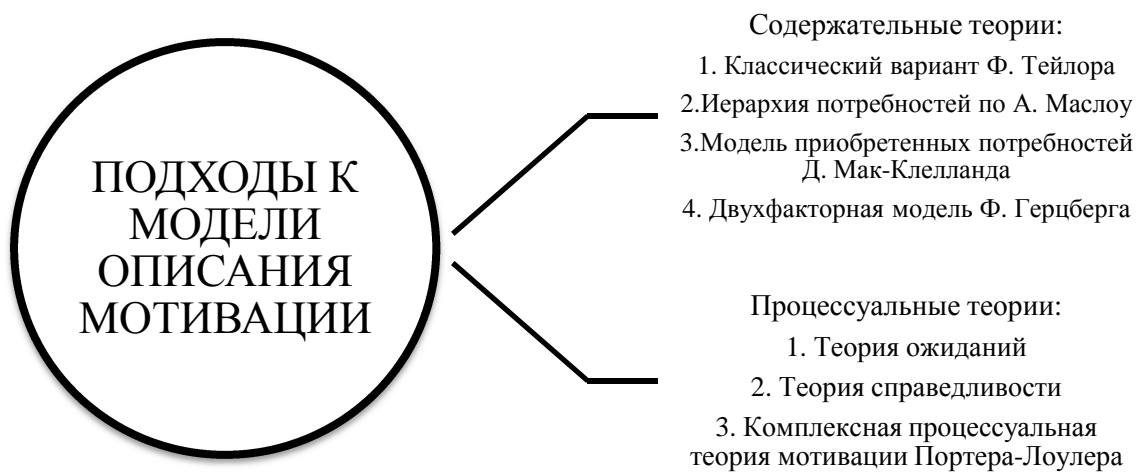 ПОДХОДЫ К
МОДЕЛИ
ОПИСАНИЯ
МОТИВАЦИИ
Содержательные теории:
1. Классический вариант Ф. Тейлора
2.Иерархия потребностей по А. Маслоу
3.Модель приобретенных потребностей
Д. Мак-Клелланда
4. Двухфакторная модель Ф. Герцберга
Процессуальные теории:
1. Теория ожиданий
2. Теория справедливости
3. Комплексная процессуальная
теория мотивации Портера-Лоулера